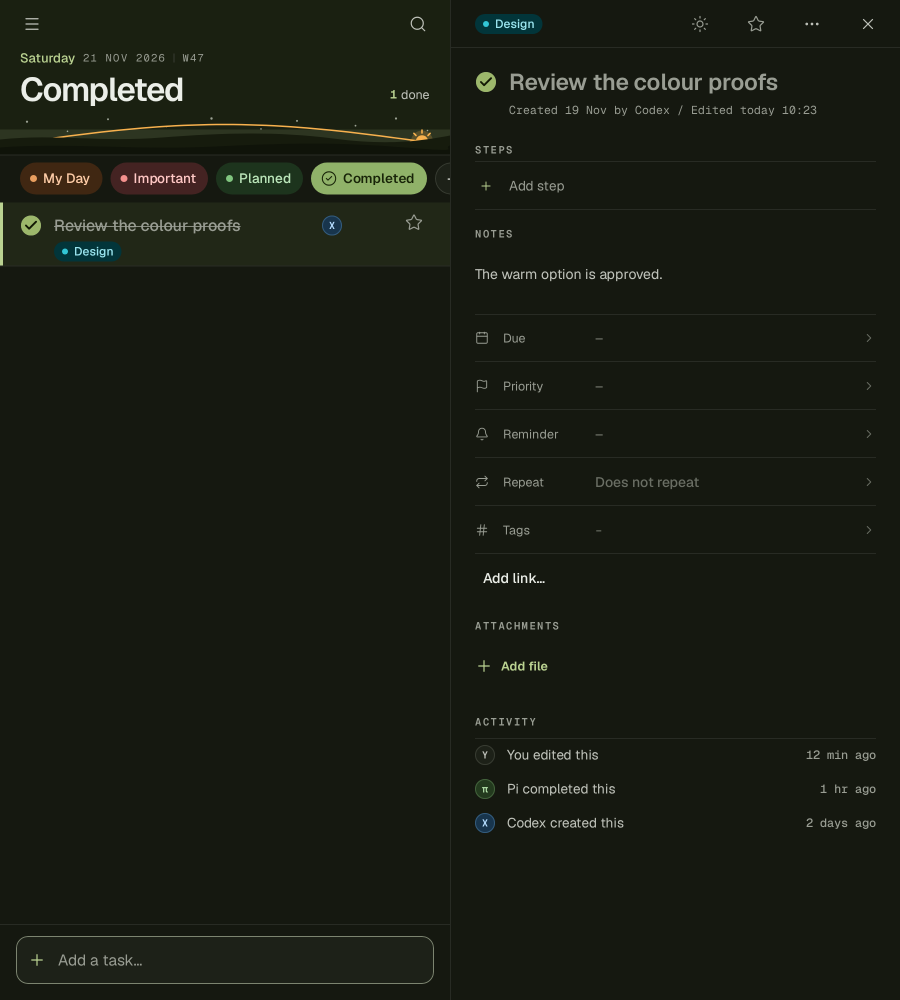 Saturday 21 NOV 2026 | W47
Completed
1 done
My Day
Important
Planned
Completed
Review the colour proofs
X
Design
Add a task…
Design
Review the colour proofs
Created 19 Nov by Codex / Edited today 10:23
STEPS
Add step
NOTES
The warm option is approved.
Due –
Priority –
Reminder –
Repeat Does not repeat
Tags –
Add link…
ATTACHMENTS
Add file
ACTIVITY
Y You edited this 12 min ago
π Pi completed this 1 hr ago
X Codex created this 2 days ago